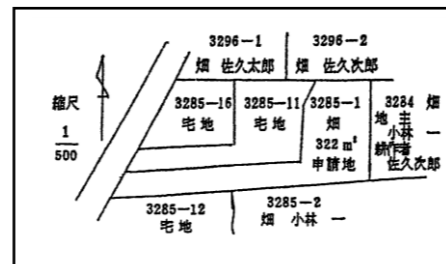 3296-1
畑 佐久太郎
3296-2
畑 佐久次郎
縮尺
1
500
3285-16
宅地
3285-11
宅地
3285-1
畑
322㎡
申請地
3284 畑
地主
小林 一
耕作者
佐久次郎
3285-12
宅地
3285-2
畑 小林 一